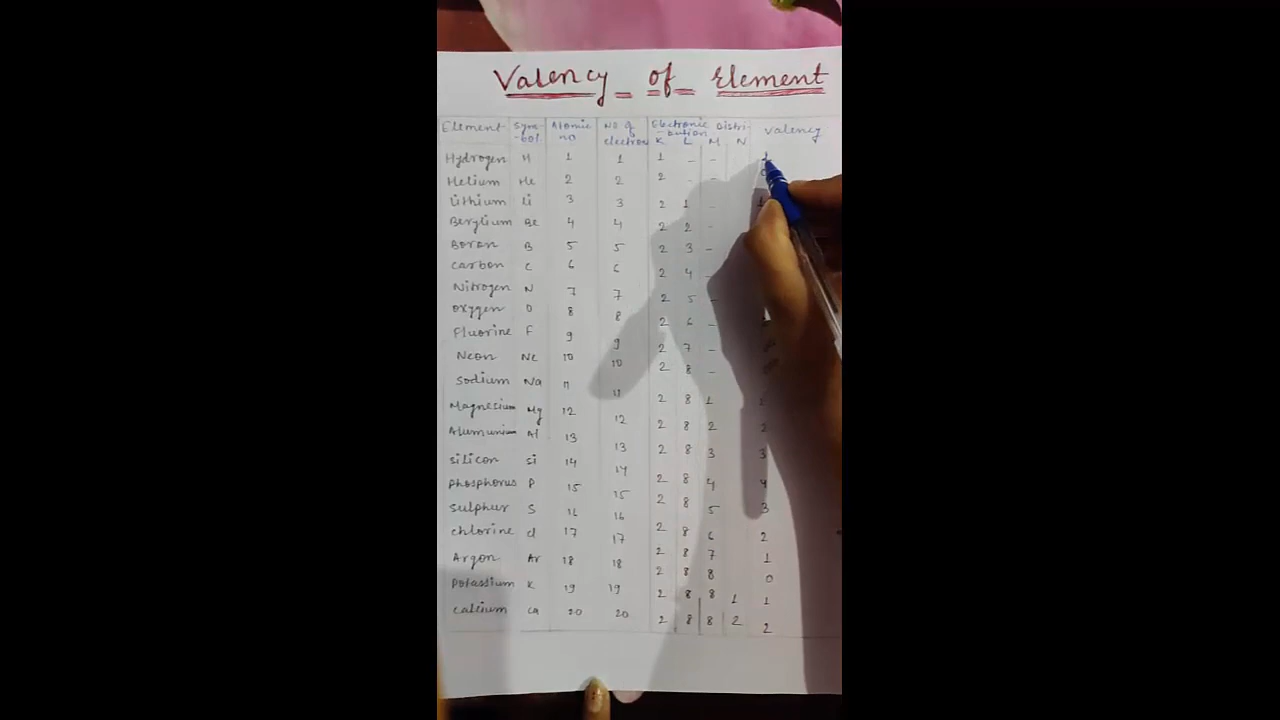 Valency of Element
Element Sym-bol Atomic no No of electron Electronic Distri-bution K L M N Valency
Hydrogen H 1 1 1 - - 1
Helium He 2 2 2 - -
Lithium Li 3 3 2 1 - 1
Berylium Be 4 4 2 2 -
Boron B 5 5 2 3 -
Carbon C 6 6 2 4 -
Nitrogen N 7 7 2 5 -
Oxygen O 8 8 2 6 -
Fluorine F 9 9 2 7 -
Neon Ne 10 10 2 8 -
Sodium Na 11 11 2 8 1
Magnesium Mg 12 12 2 8 2 2
Alumunium Al 13 13 2 8 3 3
Silicon Si 14 14 2 8 4 4
Phosphorus P 15 15 2 8 5 3
Sulphur S 16 16 2 8 6 2
Chlorine Cl 17 17 2 8 7 1
Argon Ar 18 18 2 8 8 0
Potassium K 19 19 2 8 8 1 1
Calcium Ca 20 20 2 8 8 2 2